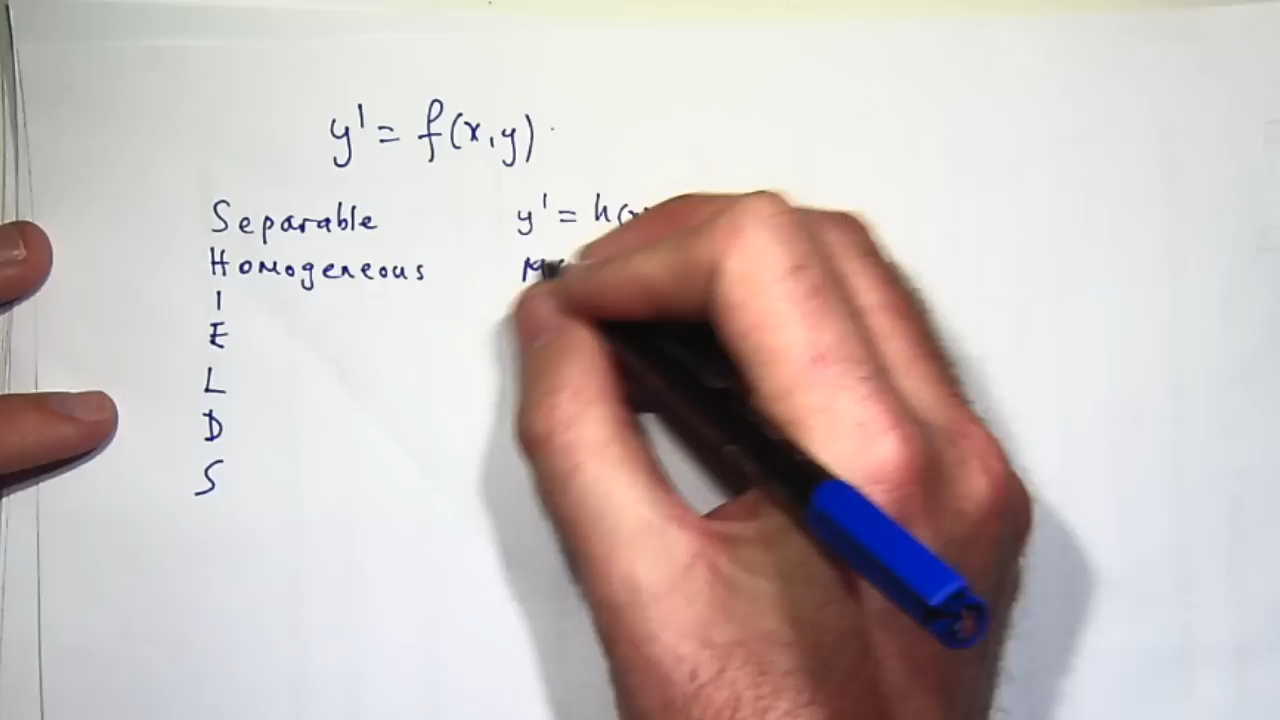 y' = f(x,y)
Separable y' = h(x)
Homogeneous
I
E
L
D
S